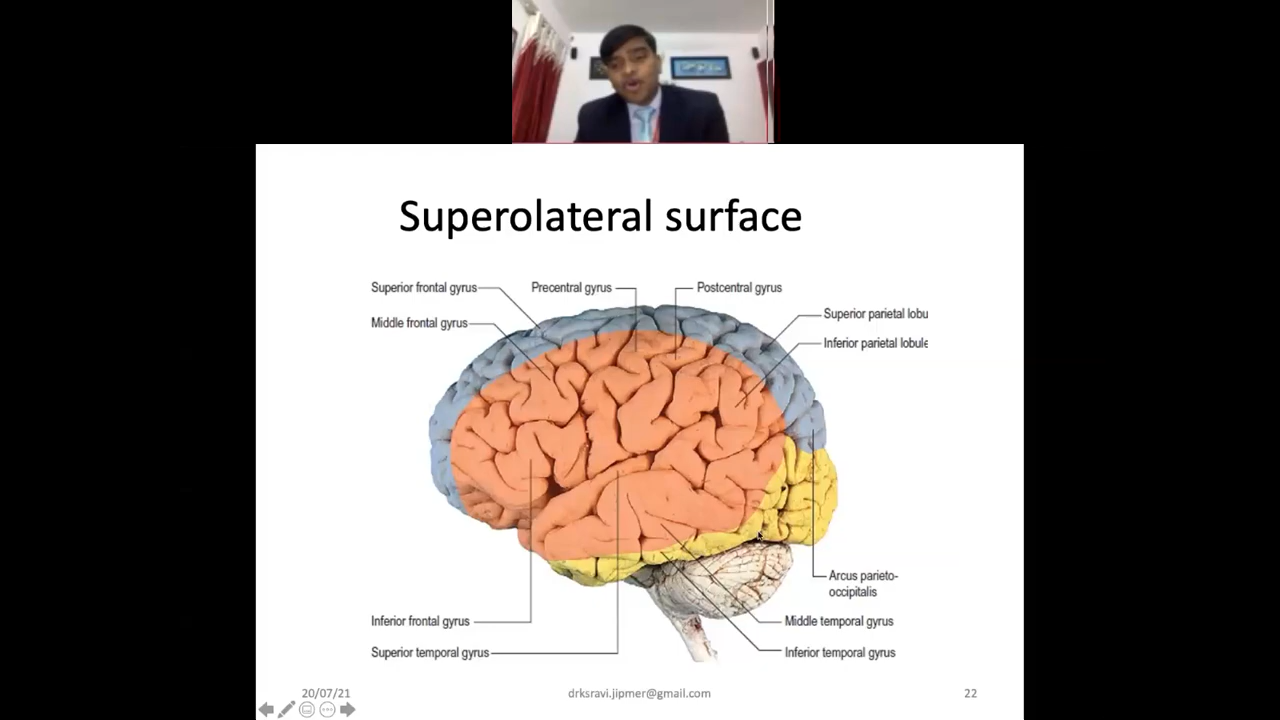 Superolateral surface
Superior frontal gyrus
Precentral gyrus
Postcentral gyrus
Middle frontal gyrus
Superior parietal lobu
Inferior parietal lobule
Arcus parieto-
occipitalis
Inferior frontal gyrus
Middle temporal gyrus
Superior temporal gyrus
Inferior temporal gyrus
20/07/21
drksravi.jipmer@gmail.com
22